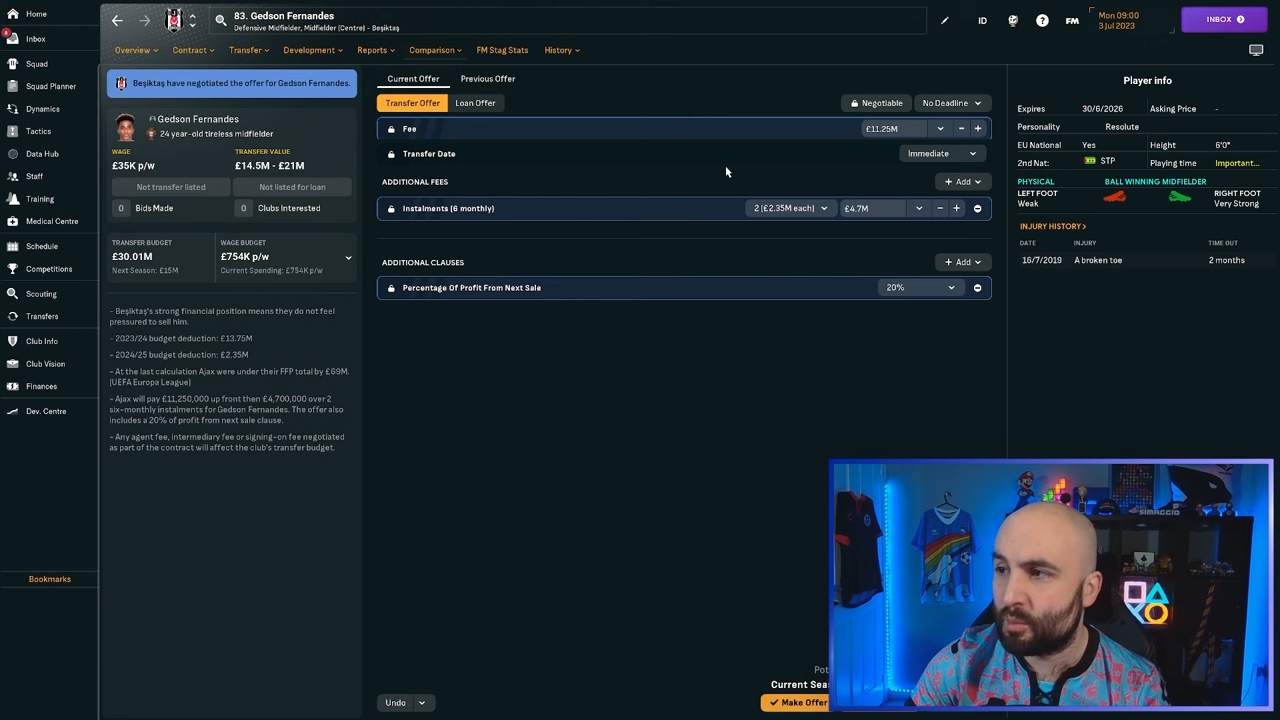 Home
83. Gedson Fernandes
Defensive Midfielder, Midfielder (Centre) - Beşiktaş
ID
FM
Mon 09:00
3 Jul 2023
INBOX
Inbox
Overview
Contract
Transfer
Development
Reports
Comparison
FM Stag Stats
History
Squad
Squad Planner
Dynamics
Tactics
Data Hub
Staff
Training
Medical Centre
Schedule
Competitions
Scouting
Transfers
Club Info
Club Vision
Finances
Dev. Centre
Bookmarks
Beşiktaş have negotiated the offer for Gedson Fernandes.
Gedson Fernandes
24 year-old tireless midfielder
WAGE
TRANSFER VALUE
£35K p/w
£14.5M - £21M
Not transfer listed
Not listed for loan
0 Bids Made
0 Clubs Interested
TRANSFER BUDGET
WAGE BUDGET
£30.01M
£754K p/w
Next Season: £15M
Current Spending: £754K p/w
- Beşiktaş's strong financial position means they do not feel
pressured to sell him.
- 2023/24 budget deduction: £13.75M
- 2024/25 budget deduction: £2.35M
- At the last calculation Ajax were under their FFP total by £69M.
(UEFA Europa League)
- Ajax will pay £11,250,000 up front then £4,700,000 over 2
six-monthly instalments for Gedson Fernandes. The offer also
includes a 20% of profit from next sale clause.
- Any agent fee, intermediary fee or signing-on fee negotiated
as part of the contract will affect the club's transfer budget.
Current Offer
Previous Offer
Transfer Offer
Loan Offer
Negotiable
No Deadline
Fee
£11.25M
Transfer Date
Immediate
ADDITIONAL FEES
Add
Instalments (6 monthly)
2 (£2.35M each)
£4.7M
ADDITIONAL CLAUSES
Add
Percentage Of Profit From Next Sale
20%
Undo
Current Sea
Make Offer
Player info
Expires
30/6/2026
Asking Price
-
Personality
Resolute
EU National
Yes
Height
6'0"
2nd Nat:
STP
Playing time
Important...
PHYSICAL
BALL WINNING MIDFIELDER
LEFT FOOT
Weak
RIGHT FOOT
Very Strong
INJURY HISTORY
DATE
INJURY
TIME OUT
16/7/2019
A broken toe
2 months